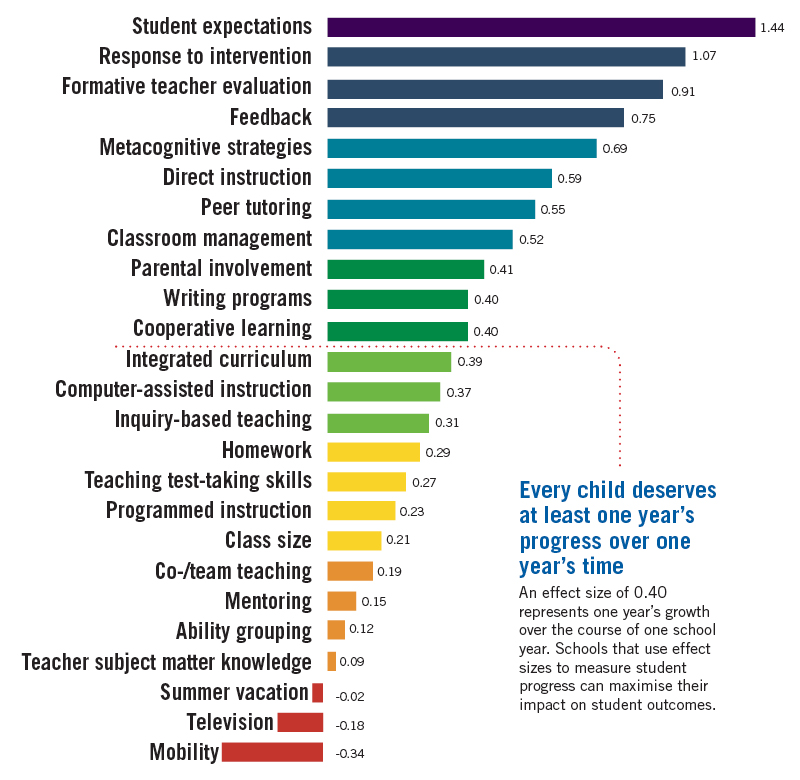 Student expectations 1.44
Response to intervention 1.07
Formative teacher evaluation 0.91
Feedback 0.75
Metacognitive strategies 0.69
Direct instruction 0.59
Peer tutoring 0.55
Classroom management 0.52
Parental involvement 0.41
Writing programs 0.40
Cooperative learning 0.40
Integrated curriculum 0.39
Computer-assisted instruction 0.37
Inquiry-based teaching 0.31
Homework 0.29
Teaching test-taking skills 0.27
Programmed instruction 0.23
Class size 0.21
Co-/team teaching 0.19
Mentoring 0.15
Ability grouping 0.12
Teacher subject matter knowledge 0.09
Summer vacation -0.02
Television -0.18
Mobility -0.34
Every child deserves
at least one year’s
progress over one
year’s time
An effect size of 0.40
represents one year’s growth
over the course of one school
year. Schools that use effect
sizes to measure student
progress can maximise their
impact on student outcomes.